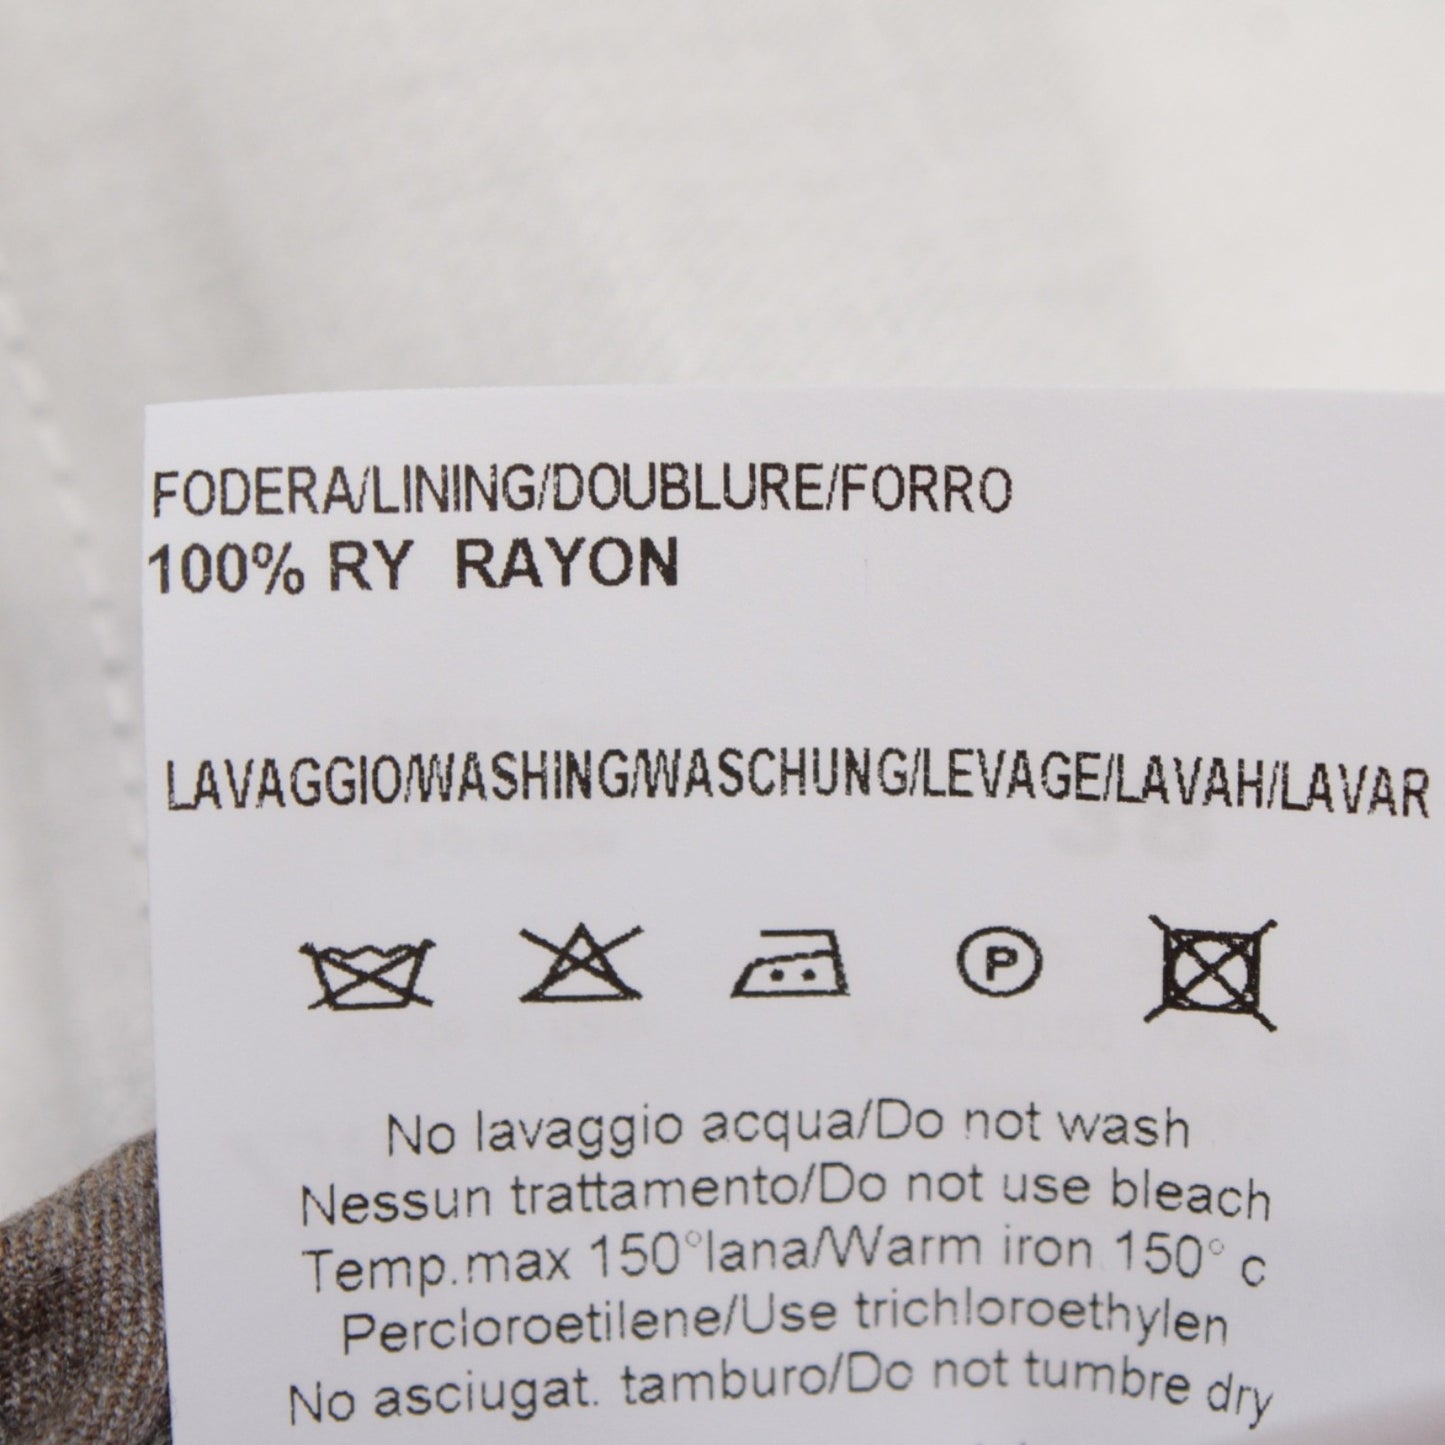 FODERA/LINING/DOUBLURE/FORRO
100% RY RAYON
LAVAGGIO/WASHING/WASCHUNG/LEVAGE/LAVAH/LAVAR
P
No lavaggio acqua/Do not wash
Nessun trattamento/Do not use bleach
Temp.max 150°lana/Warm iron 150° c
Percloroetilene/Use trichloroethylen
No asciugat. tamburo/Do not tumbre dry